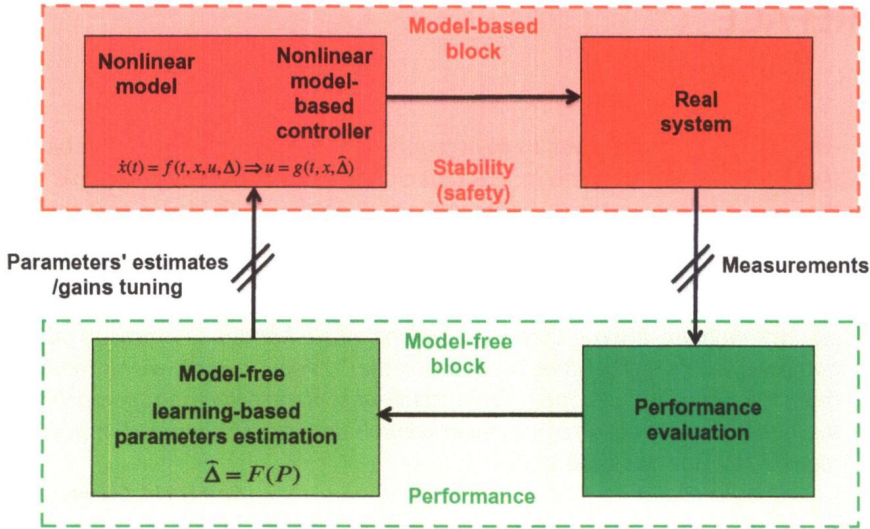 Model-based
block
Nonlinear
model
Nonlinear
model-
based
controller
ẋ(t) = f(t, x, u, Δ) ⇒ u = g(t, x, Δ̂)
Real
system
Stability
(safety)
Parameters' estimates
/gains tuning
Measurements
Model-free
block
Model-free
learning-based
parameters estimation
Δ̂ = F(P)
Performance
evaluation
Performance